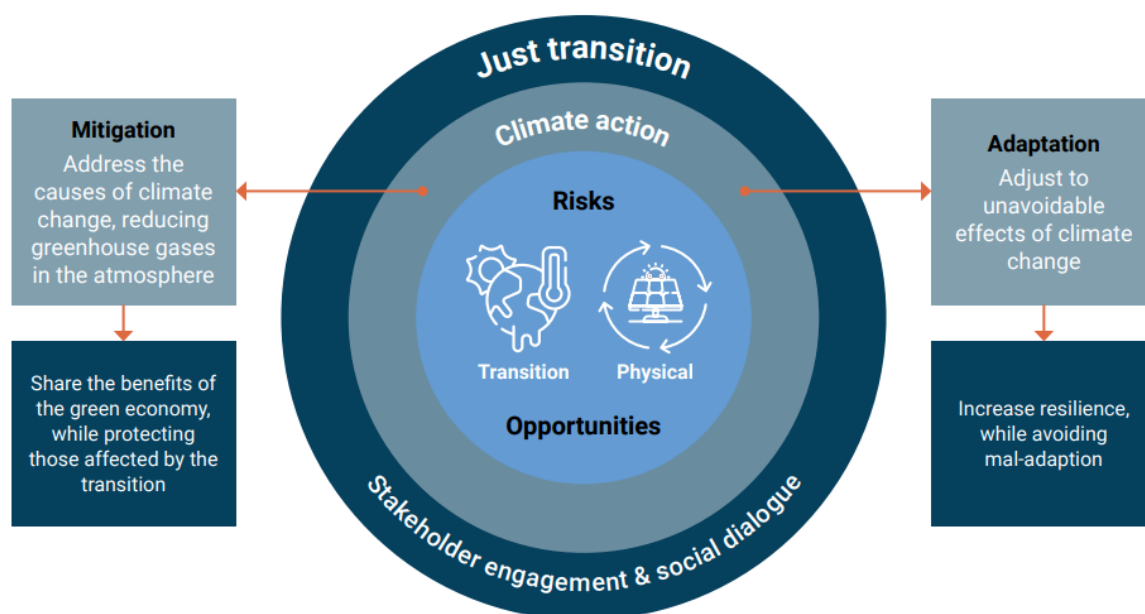 Just transition
Climate action
Mitigation
Address the
causes of climate
change, reducing
greenhouse gases
in the atmosphere
Share the benefits of
the green economy,
while protecting
those affected by the
transition
Risks
Transition
Physical
Opportunities
Stakeholder engagement & social dialogue
Adaptation
Adjust to
unavoidable
effects of climate
change
Increase resilience,
while avoiding
mal-adaption